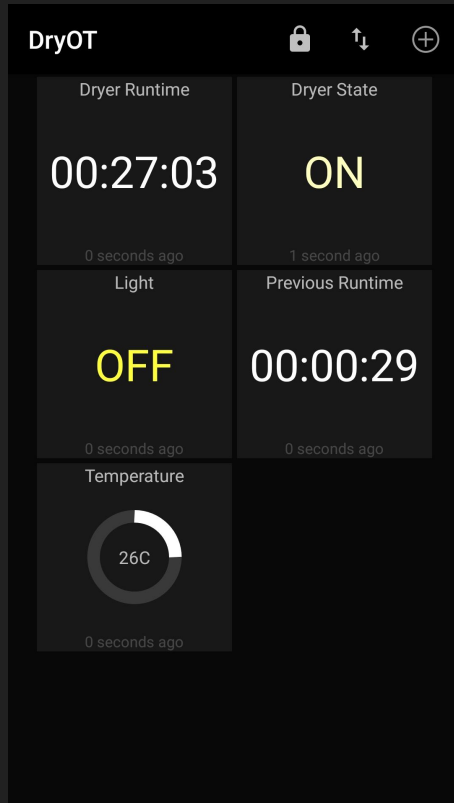 DryOT
Dryer Runtime
00:27:03
0 seconds ago
Dryer State
ON
1 second ago
Light
OFF
0 seconds ago
Previous Runtime
00:00:29
0 seconds ago
Temperature
26C
0 seconds ago